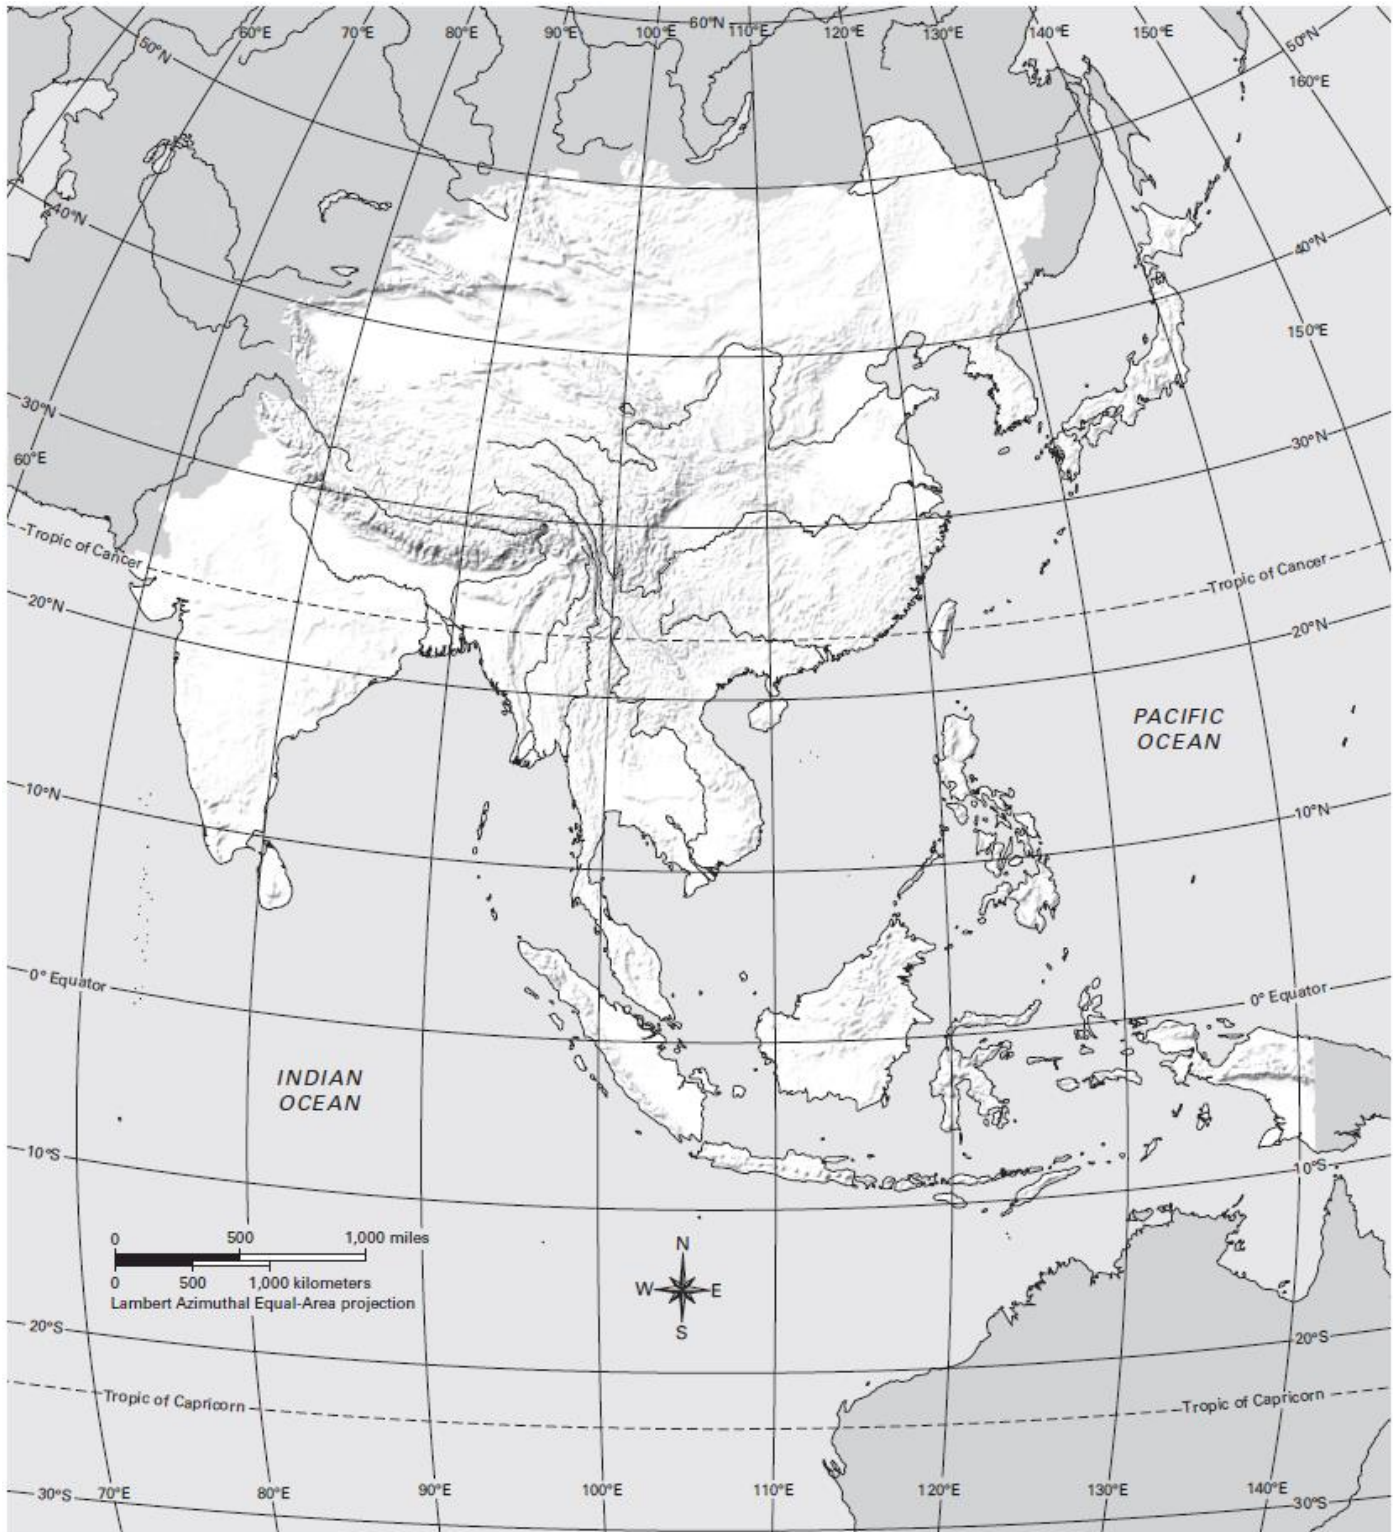 60°N
50°N
60°E
70°E
80°E
90°E
100°E
110°E
120°E
130°E
140°E
150°E
50°N
160°E
40°N
40°N
150°E
30°N
30°N
60°E
Tropic of Cancer
Tropic of Cancer
20°N
20°N
PACIFIC
OCEAN
10°N
10°N
0° Equator
0° Equator
INDIAN
OCEAN
10°S
10°S
0 500 1,000 miles
0 500 1,000 kilometers
Lambert Azimuthal Equal-Area projection
N
W E
S
20°S
20°S
Tropic of Capricorn
Tropic of Capricorn
30°S
70°E
80°E
90°E
100°E
110°E
120°E
130°E
140°E
30°S